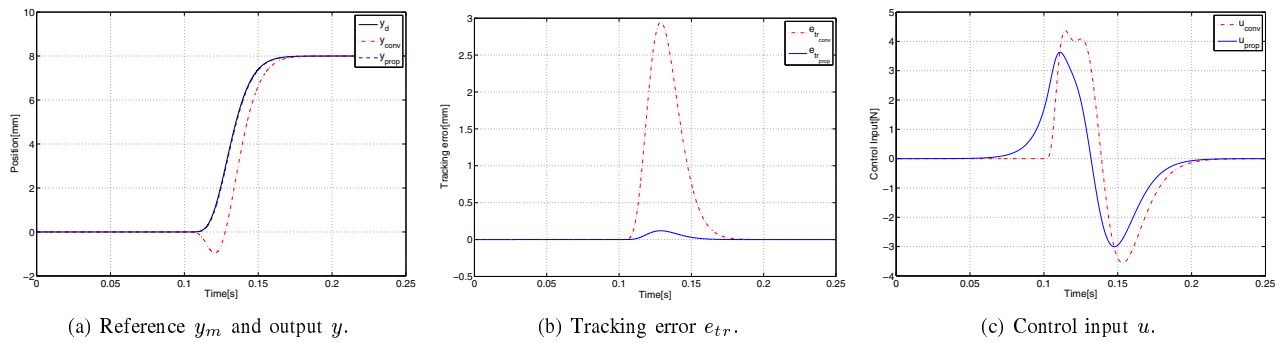 10
8
6
4
2
0
−2
0
0.05
0.1
0.15
0.2
0.25
Position[mm]
Time[s]
y_d
y_conv
y_prop
(a) Reference y_m and output y.
3
2.5
2
1.5
1
0.5
0
−0.5
0
0.05
0.1
0.15
0.2
0.25
Tracking error[mm]
Time[s]
e_tr_conv
e_tr_prop
(b) Tracking error e_tr.
5
4
3
2
1
0
−1
−2
−3
−4
0
0.05
0.1
0.15
0.2
0.25
Control Input[N]
Time[s]
u_conv
u_prop
(c) Control input u.